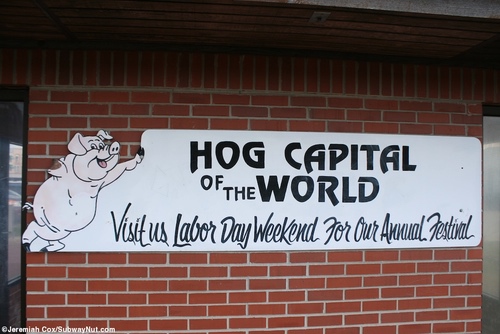 HOG CAPITAL
OF THE WORLD
Visit us Labor Day Weekend For Our Annual Festival
©Jeremiah Cox/SubwayNut.com